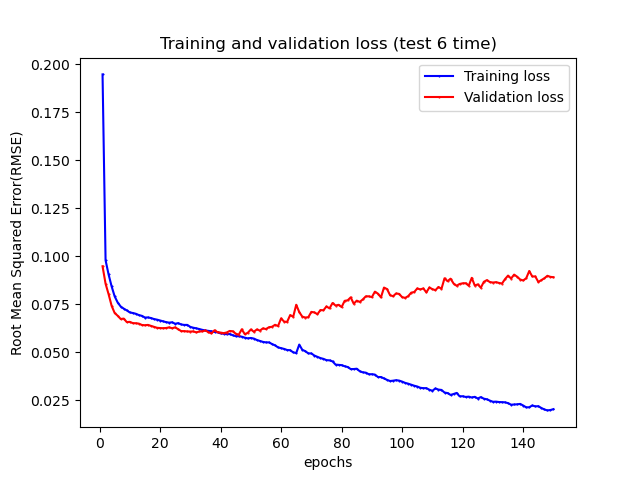 Training and validation loss (test 6 time)
Training loss
Validation loss
Root Mean Squared Error(RMSE)
0.200
0.175
0.150
0.125
0.100
0.075
0.050
0.025
0 20 40 60 80 100 120 140
epochs